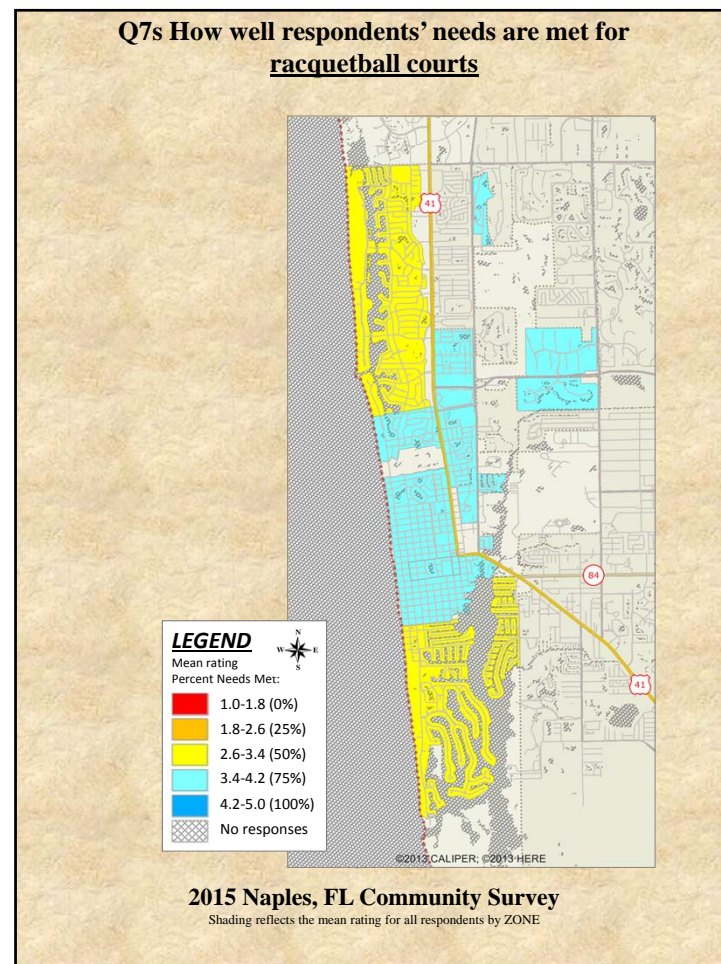 Q7s How well respondents' needs are met for
racquetball courts
41
84
41
LEGEND
N
W E
S
Mean rating
Percent Needs Met:
1.0-1.8 (0%)
1.8-2.6 (25%)
2.6-3.4 (50%)
3.4-4.2 (75%)
4.2-5.0 (100%)
No responses
©2013 CALIPER; ©2013 HERE
2015 Naples, FL Community Survey
Shading reflects the mean rating for all respondents by ZONE